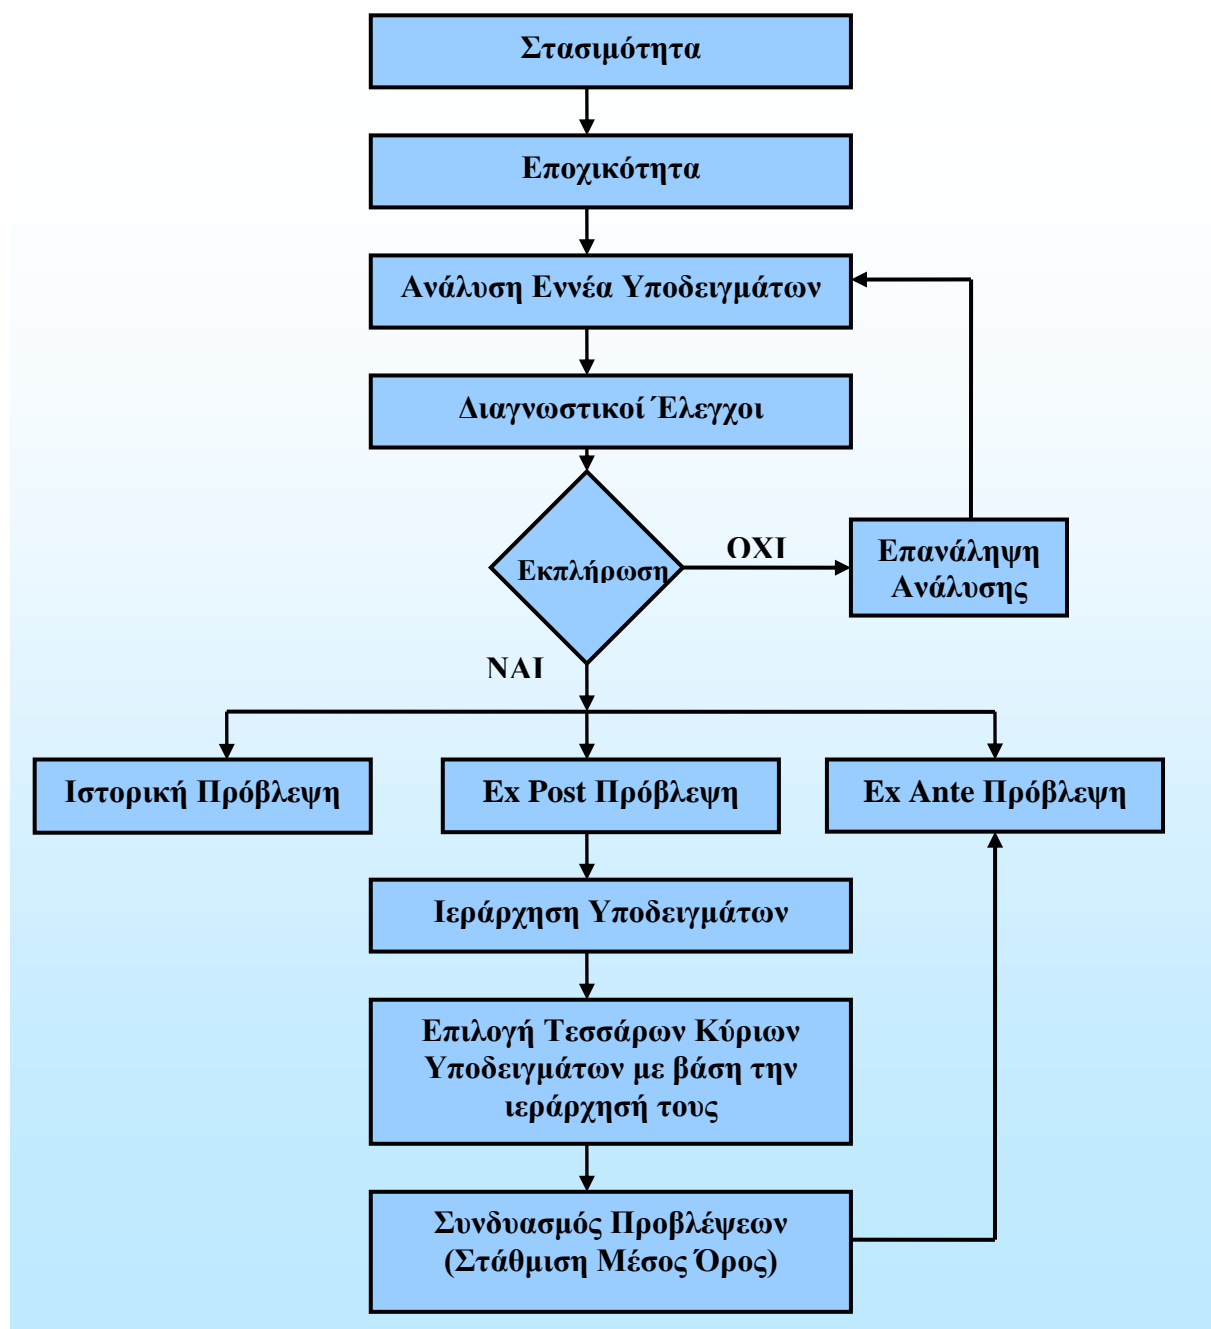 Στασιμότητα
Εποχικότητα
Ανάλυση Εννέα Υποδειγμάτων
Διαγνωστικοί Έλεγχοι
Εκπλήρωση
ΟΧΙ
Επανάληψη
Ανάλυσης
ΝΑΙ
Ιστορική Πρόβλεψη
Ex Post Πρόβλεψη
Ex Ante Πρόβλεψη
Ιεράρχηση Υποδειγμάτων
Επιλογή Τεσσάρων Κύριων
Υποδειγμάτων με βάση την
ιεράρχησή τους
Συνδυασμός Προβλέψεων
(Στάθμιση Μέσος Όρος)